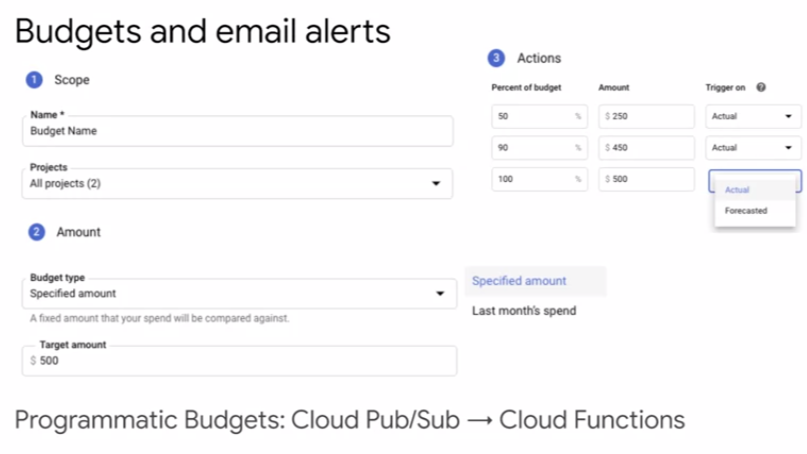 Budgets and email alerts
1 Scope
Name *
Budget Name
Projects
All projects (2)
2 Amount
Budget type
Specified amount
A fixed amount that your spend will be compared against.
Target amount
$ 500
Specified amount
Last month's spend
3 Actions
Percent of budget Amount Trigger on ?
50 % $ 250 Actual
90 % $ 450 Actual
100 % $ 500
Actual
Forecasted
Programmatic Budgets: Cloud Pub/Sub → Cloud Functions